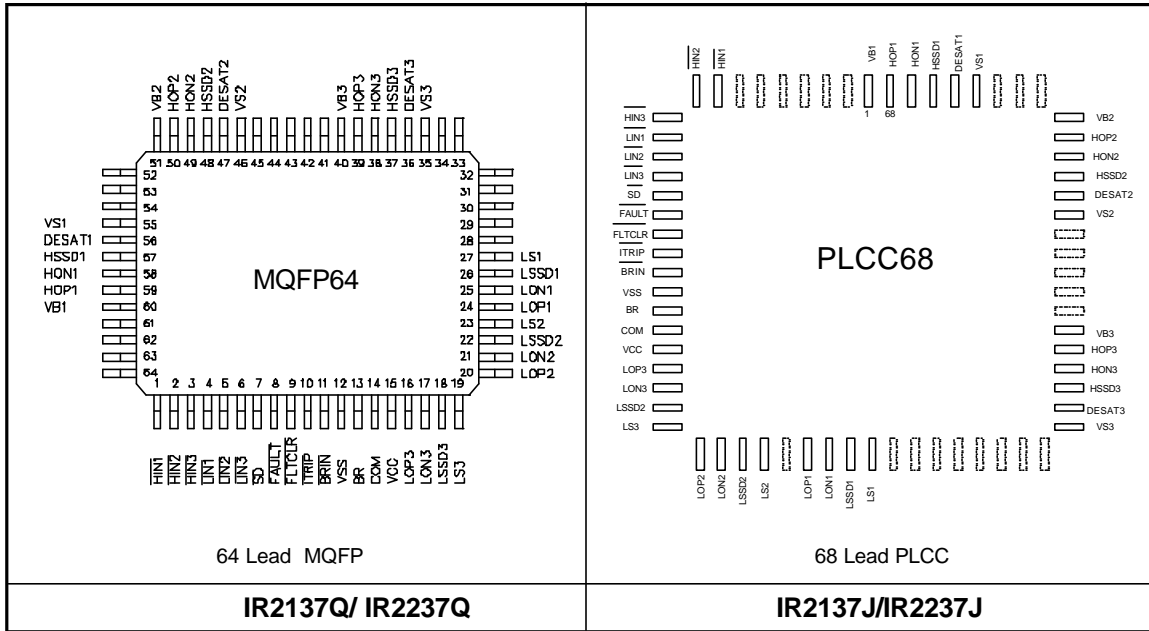 VB2 HOP2 HON2 HSSD2 DESAT2 VS2 VB3 HOP3 HON3 HSSD3 DESAT3 VS3
51 50 49 48 47 46 45 44 43 42 41 40 39 38 37 36 35 34 33
52
53
54
VS1 55
DESAT1 56
HSSD1 57
HON1 58
HOP1 59
VB1 60
61
62
63
64
MQFP64
32
31
30
29
28
27 LS1
26 LSSD1
25 LON1
24 LOP1
23 LS2
22 LSSD2
21 LON2
20 LOP2
1 2 3 4 5 6 7 8 9 10 11 12 13 14 15 16 17 18 19
HIN1 HIN2 HIN3 LIN1 LIN2 LIN3 SD FAULT FLTCLR ITRIP BRIN VSS BR COM VCC LOP3 LON3 LSSD3 LS3
64 Lead MQFP
IR2137Q/ IR2237Q
HIN2 HIN1 VB1 HOP1 HON1 HSSD1 DESAT1 VS1
1 68
HIN3
LIN1
LIN2
LIN3
SD
FAULT
FLTCLR
ITRIP
BRIN
VSS
BR
COM
VCC
LOP3
LON3
LSSD2
LS3
PLCC68
VB2
HOP2
HON2
HSSD2
DESAT2
VS2
VB3
HOP3
HON3
HSSD3
DESAT3
VS3
LOP2 LON2 LSSD2 LS2 LOP1 LON1 LSSD1 LS1
68 Lead PLCC
IR2137J/IR2237J